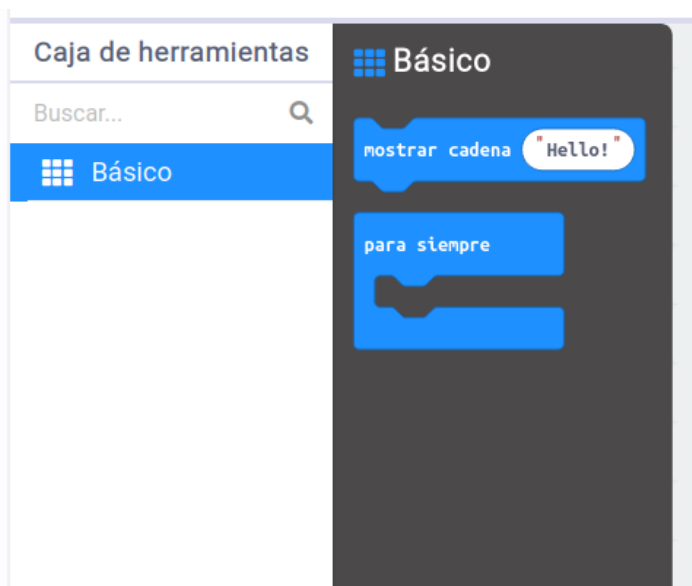 Caja de herramientas
Buscar...
Básico
Básico
mostrar cadena "Hello!"
para siempre